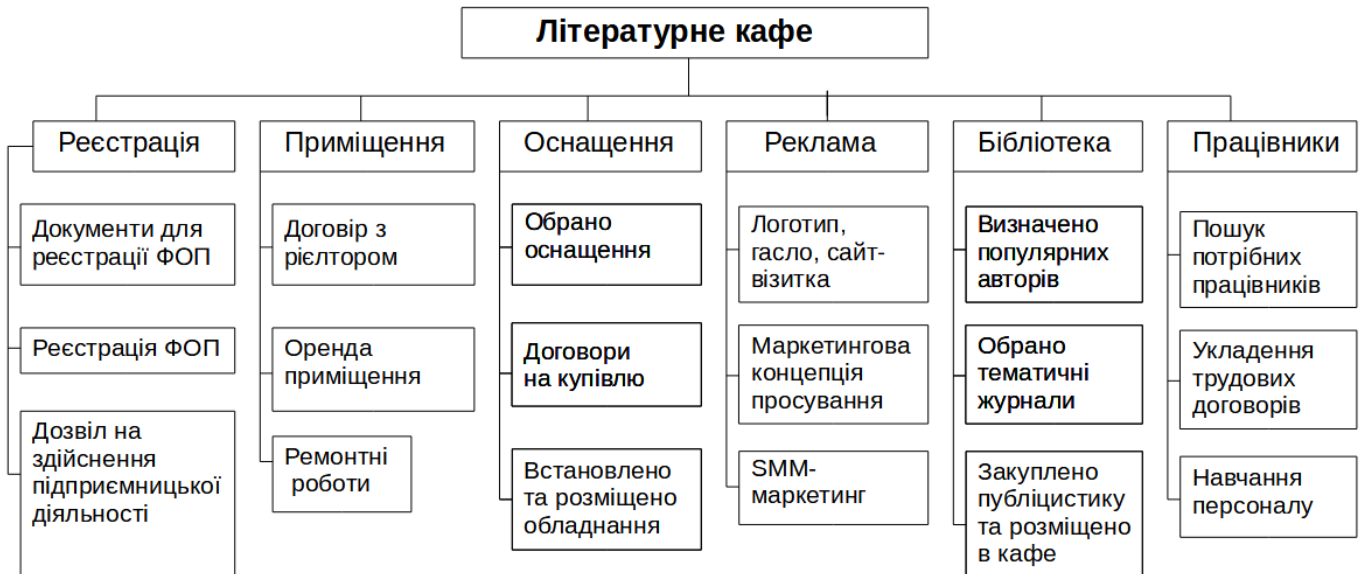 Літературне кафе
Реєстрація
Документи для
реєстрації ФОП
Реєстрація ФОП
Дозвіл на
здійснення
підприємницької
діяльності
Приміщення
Договір з
рієлтором
Оренда
приміщення
Ремонтні
роботи
Оснащення
Обрано
оснащення
Договори
на купівлю
Встановлено
та розміщено
обладнання
Реклама
Логотип,
гасло, сайт-
візитка
Маркетингова
концепція
просування
SMM-
маркетинг
Бібліотека
Визначено
популярних
авторів
Обрано
тематичні
журнали
Закуплено
публіцистику
та розміщено
в кафе
Працівники
Пошук
потрібних
працівників
Укладення
трудових
договорів
Навчання
персоналу